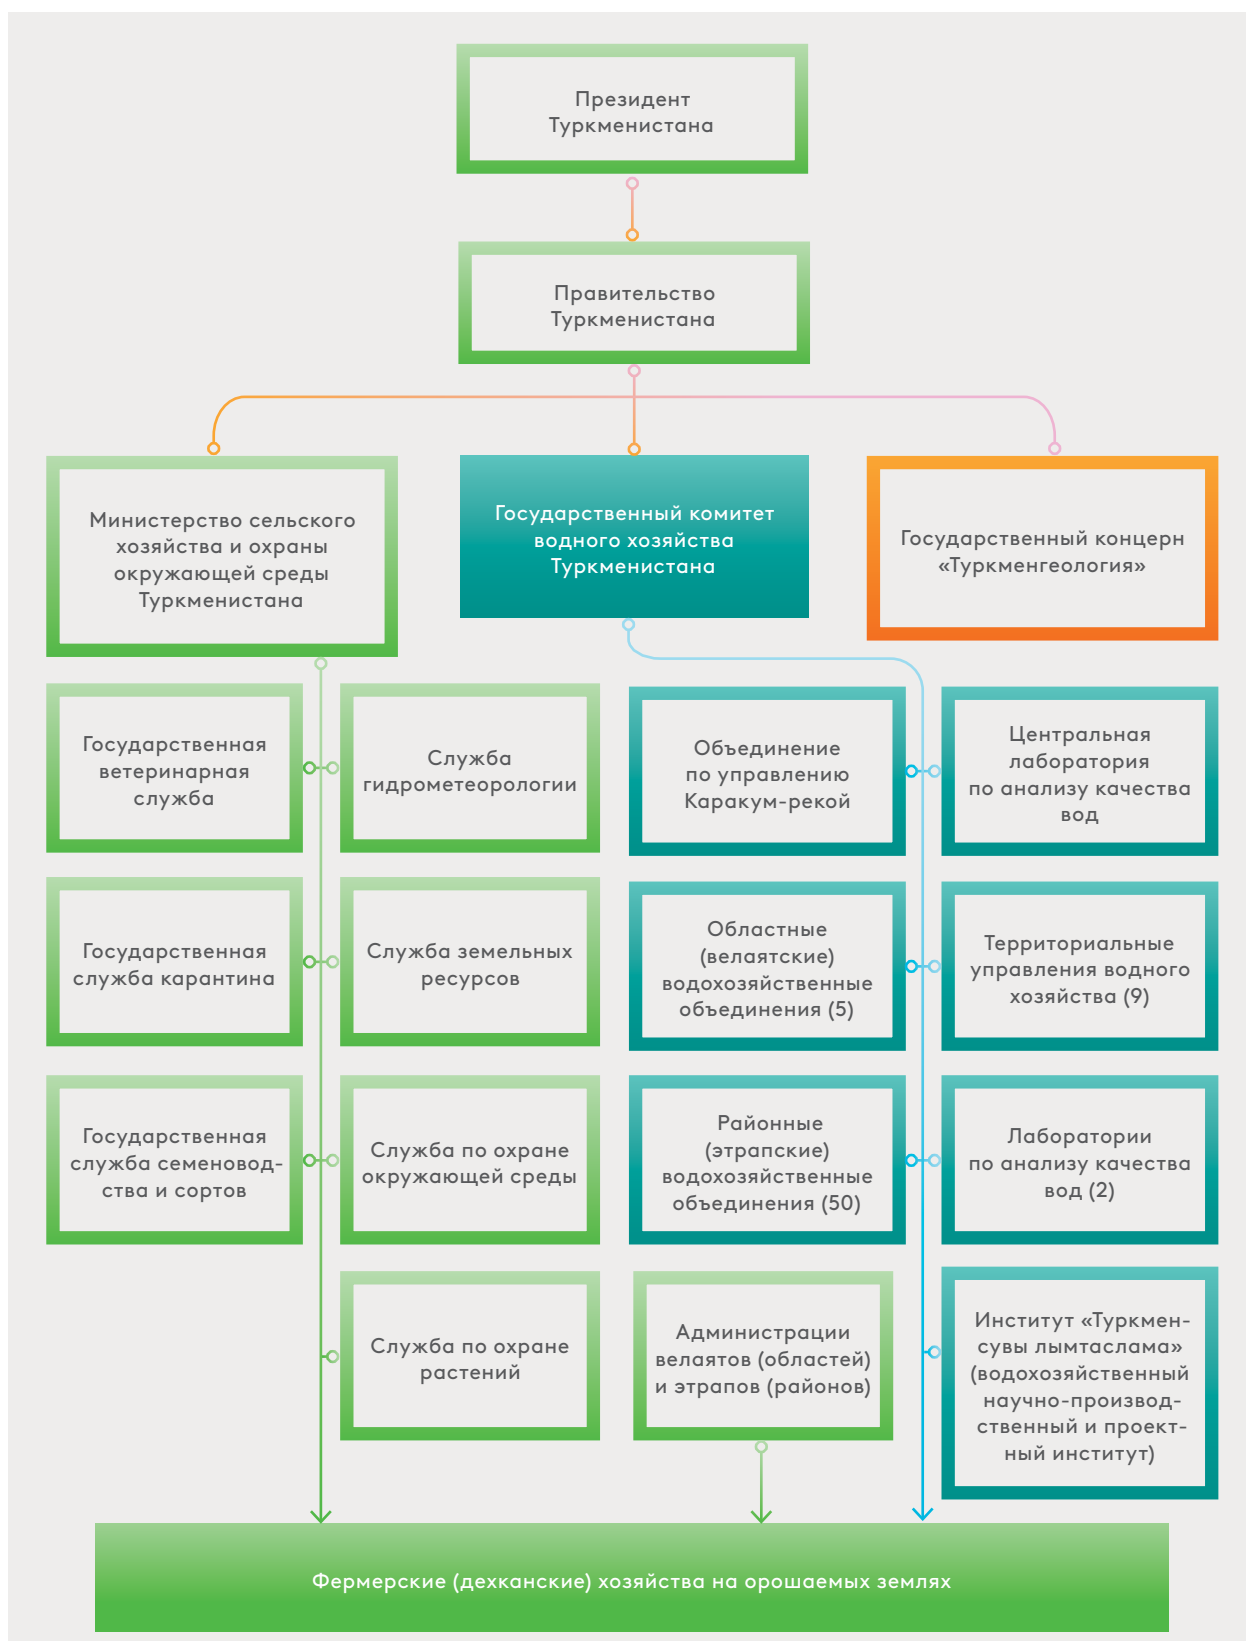 Президент
Туркменистана
Правительство
Туркменистана
Министерство сельского
хозяйства и охраны
окружающей среды
Туркменистана
Государственный комитет
водного хозяйства
Туркменистана
Государственный концерн
«Туркменгеология»
Государственная
ветеринарная
служба
Служба
гидрометеорологии
Объединение
по управлению
Каракум-рекой
Центральная
лаборатория
по анализу качества
вод
Государственная
служба карантина
Служба земельных
ресурсов
Областные
(велаятские)
водохозяйственные
объединения (5)
Территориальные
управления водного
хозяйства (9)
Государственная
служба семеновод-
ства и сортов
Служба по охране
окружающей среды
Районные
(этрапские)
водохозяйственные
объединения (50)
Лаборатории
по анализу качества
вод (2)
Служба по охране
растений
Администрации
велаятов (областей)
и этрапов (районов)
Институт «Туркмен-
сувы лымтаслама»
(водохозяйственный
научно-производ-
ственный и проект-
ный институт)
Фермерские (дехканские) хозяйства на орошаемых землях